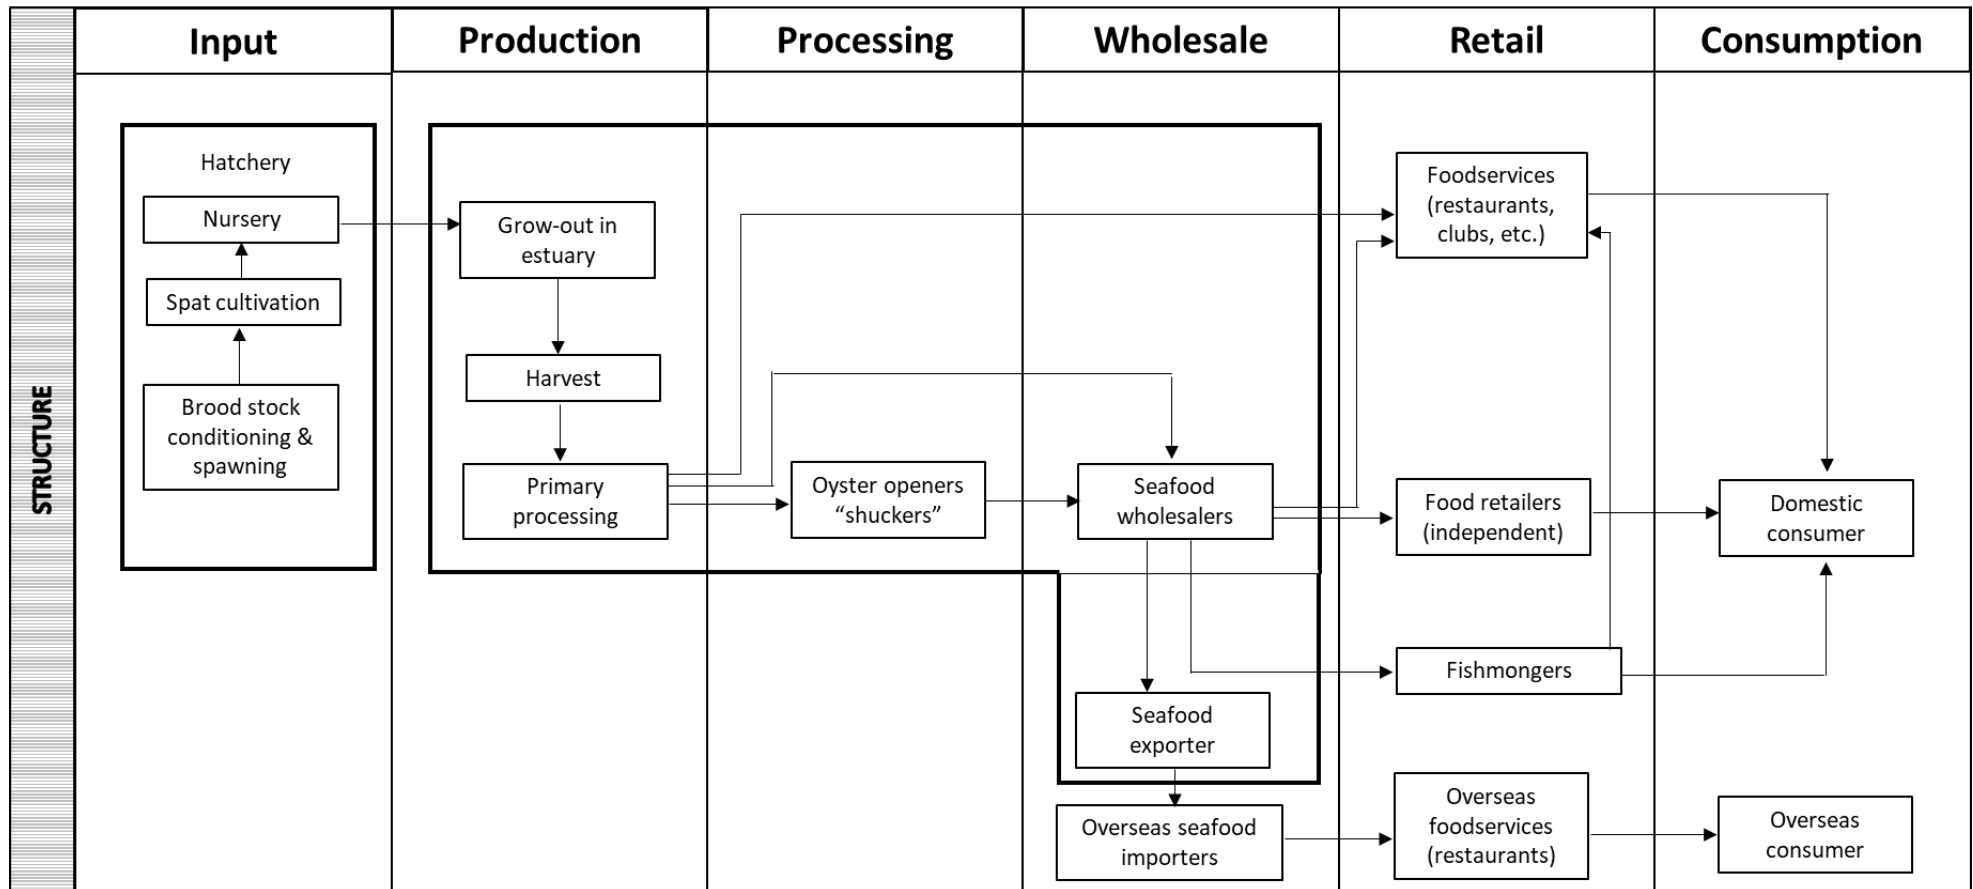 Input
Production
Processing
Wholesale
Retail
Consumption
STRUCTURE
Hatchery
Nursery
Spat cultivation
Brood stock
conditioning &
spawning
Grow-out in
estuary
Harvest
Primary
processing
Oyster openers
“shuckers”
Seafood
wholesalers
Seafood
exporter
Overseas seafood
importers
Foodservices
(restaurants,
clubs, etc.)
Food retailers
(independent)
Fishmongers
Overseas
foodservices
(restaurants)
Domestic
consumer
Overseas
consumer